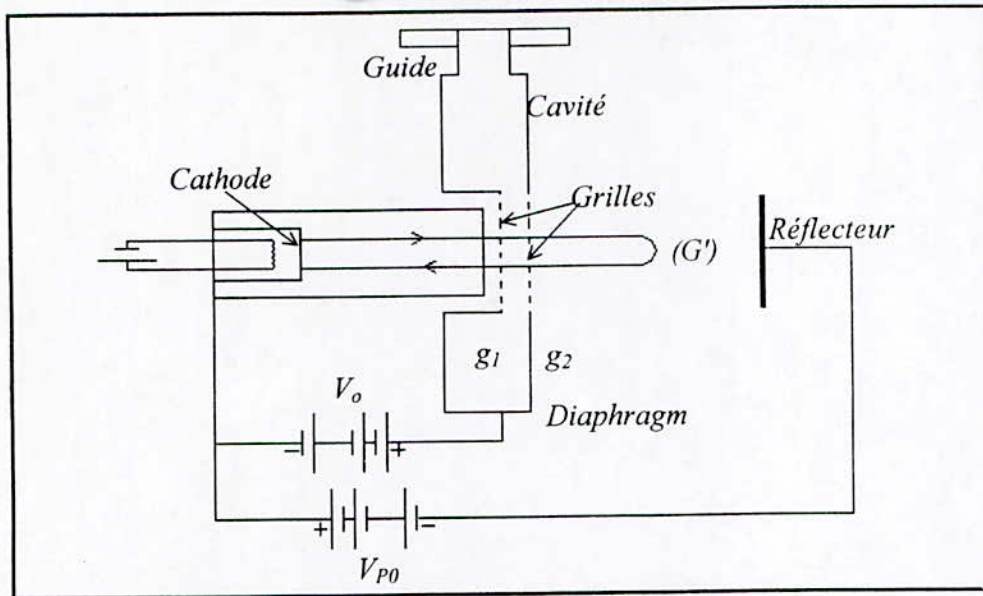 Guide
Cavité
Cathode
Grilles
Réflecteur
(G')
g1 g2
Vo
Diaphragm
− +
+ −
VP0